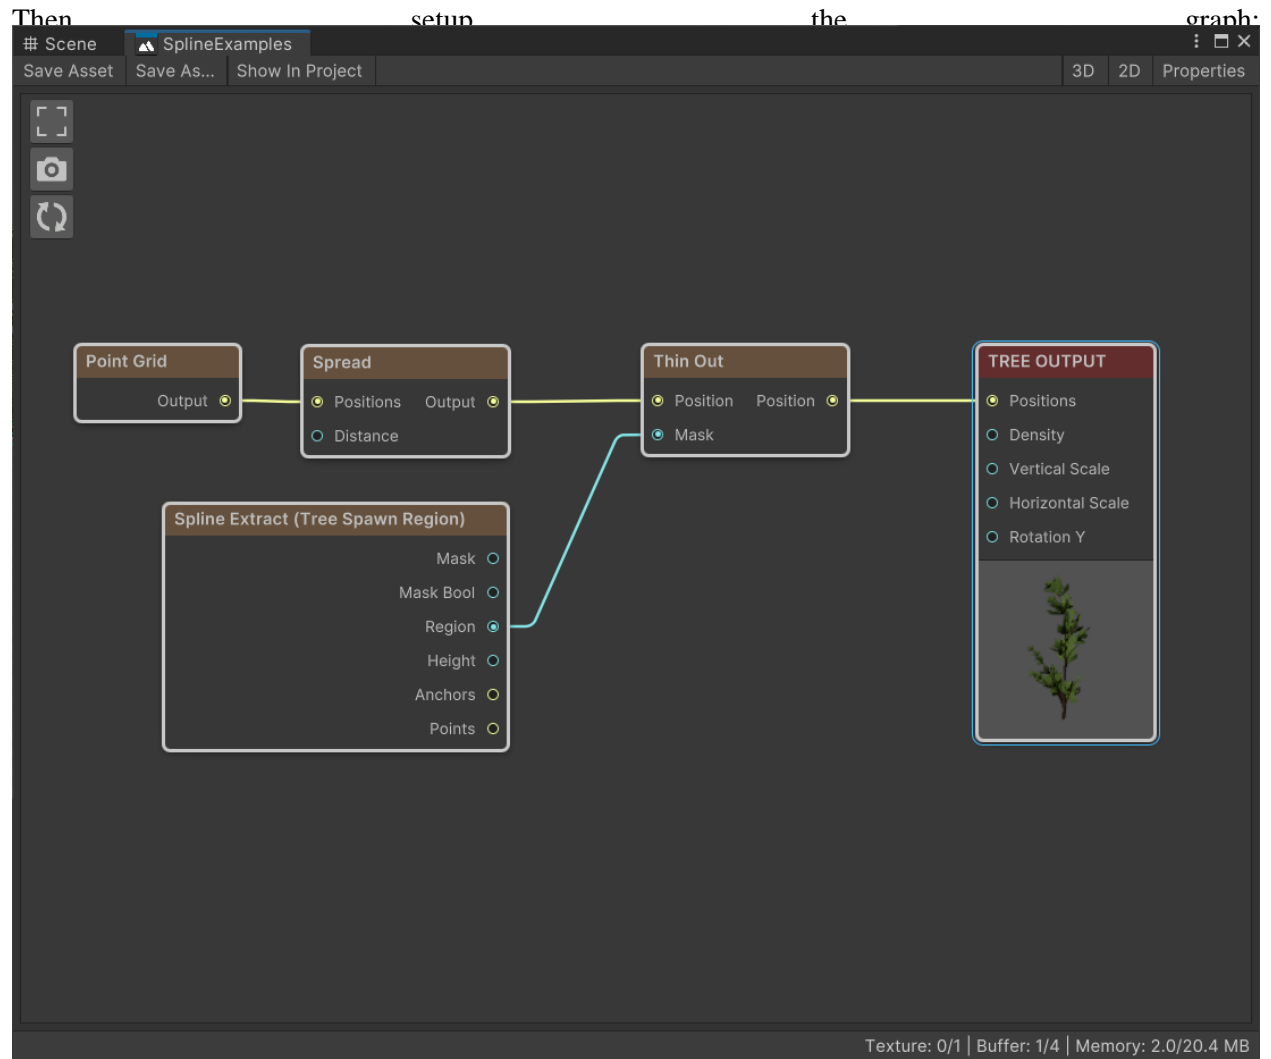 Then setup the graph:
Scene SplineExamples
Save Asset Save As... Show In Project 3D 2D Properties
Point Grid
Output
Spread
Positions Output
Distance
Thin Out
Position Position
Mask
TREE OUTPUT
Positions
Density
Vertical Scale
Horizontal Scale
Rotation Y
Spline Extract (Tree Spawn Region)
Mask
Mask Bool
Region
Height
Anchors
Points
Texture: 0/1 | Buffer: 1/4 | Memory: 2.0/20.4 MB